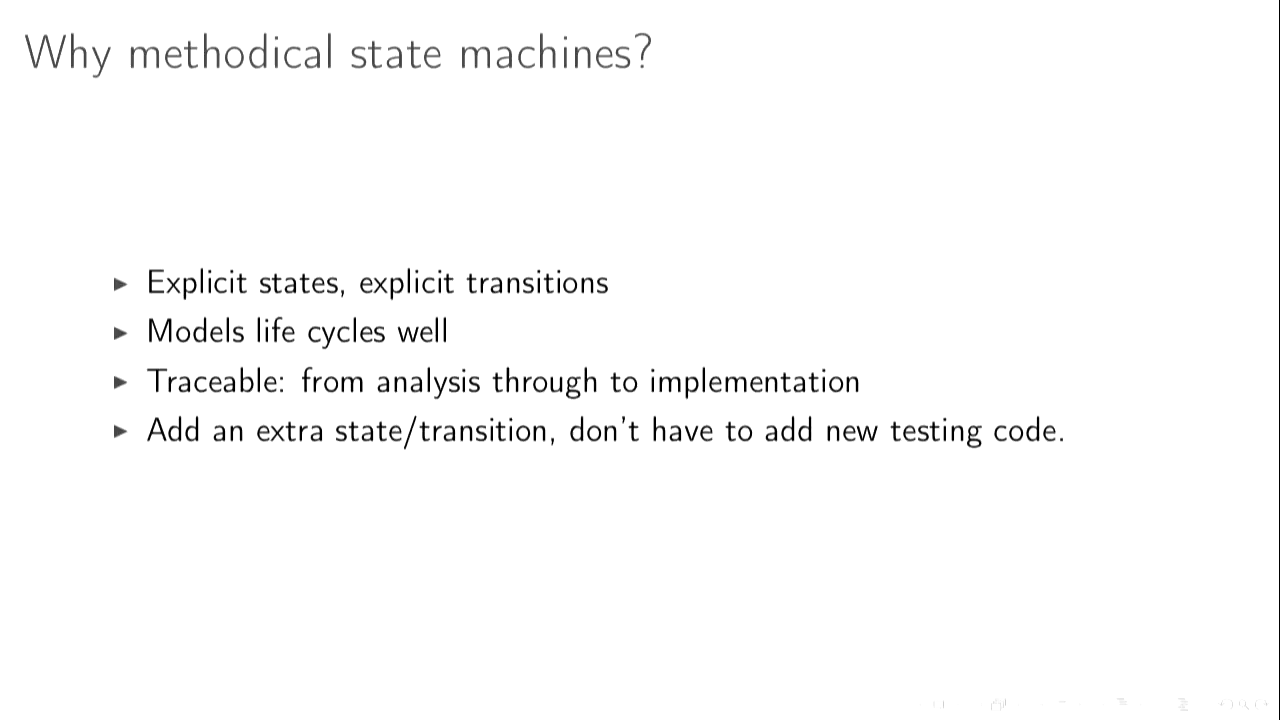 Why methodical state machines?
Explicit states, explicit transitions
Models life cycles well
Traceable: from analysis through to implementation
Add an extra state/transition, don't have to add new testing code.